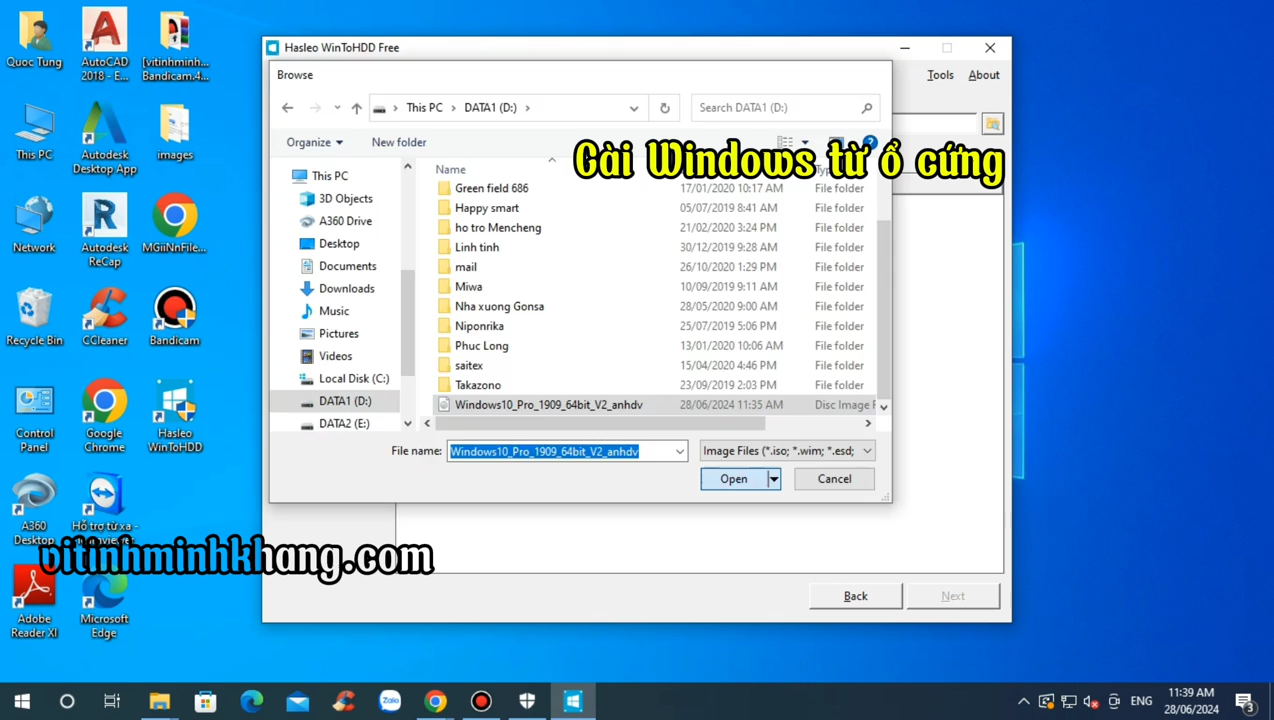 Quoc Tung
AutoCAD
2018 - E...
[vitinhminh...
Bandicam.4...
This PC
Autodesk
Desktop App
images
Network
Autodesk
ReCap
MGiiNnFile...
Recycle Bin
CCleaner
Bandicam
Control
Panel
Google
Chrome
Hasleo
WinToHDD
A360
Desktop
Hỗ trợ từ xa -
Adobe
Reader XI
Microsoft
Edge
Hasleo WinToHDD Free
Tools
About
Browse
This PC
DATA1 (D:)
Search DATA1 (D:)
Organize
New folder
Cài Windows từ ổ cứng
This PC
3D Objects
A360 Drive
Desktop
Documents
Downloads
Music
Pictures
Videos
Local Disk (C:)
DATA1 (D:)
DATA2 (E:)
Name
Green field 686 17/01/2020 10:17 AM File folder
Happy smart 05/07/2019 8:41 AM File folder
ho tro Mencheng 21/02/2020 3:24 PM File folder
Linh tinh 30/12/2019 9:28 AM File folder
mail 26/10/2020 1:29 PM File folder
Miwa 10/09/2019 9:11 AM File folder
Nha xuong Gonsa 28/05/2020 9:00 AM File folder
Niponrika 25/07/2019 5:06 PM File folder
Phuc Long 13/01/2020 10:06 AM File folder
saitex 15/04/2020 4:46 PM File folder
Takazono 23/09/2019 2:03 PM File folder
Windows10_Pro_1909_64bit_V2_anhdv 28/06/2024 11:35 AM Disc Image F
File name: Windows10_Pro_1909_64bit_V2_anhdv Image Files (*.iso; *.wim; *.esd;
Open
Cancel
vitinhminhkhang.com
Back
Next
Zalo
ENG
11:39 AM
28/06/2024
3